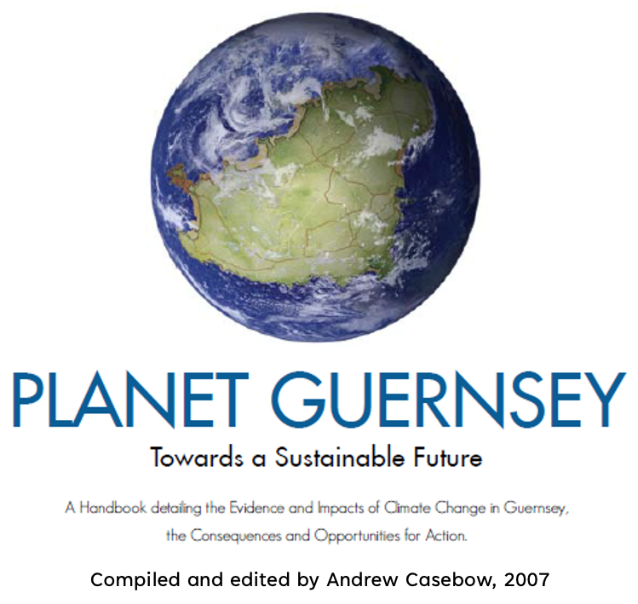 PLANET GUERNSEY
Towards a Sustainable Future
A Handbook detailing the Evidence and Impacts of Climate Change in Guernsey,
the Consequences and Opportunities for Action.
Compiled and edited by Andrew Casebow, 2007